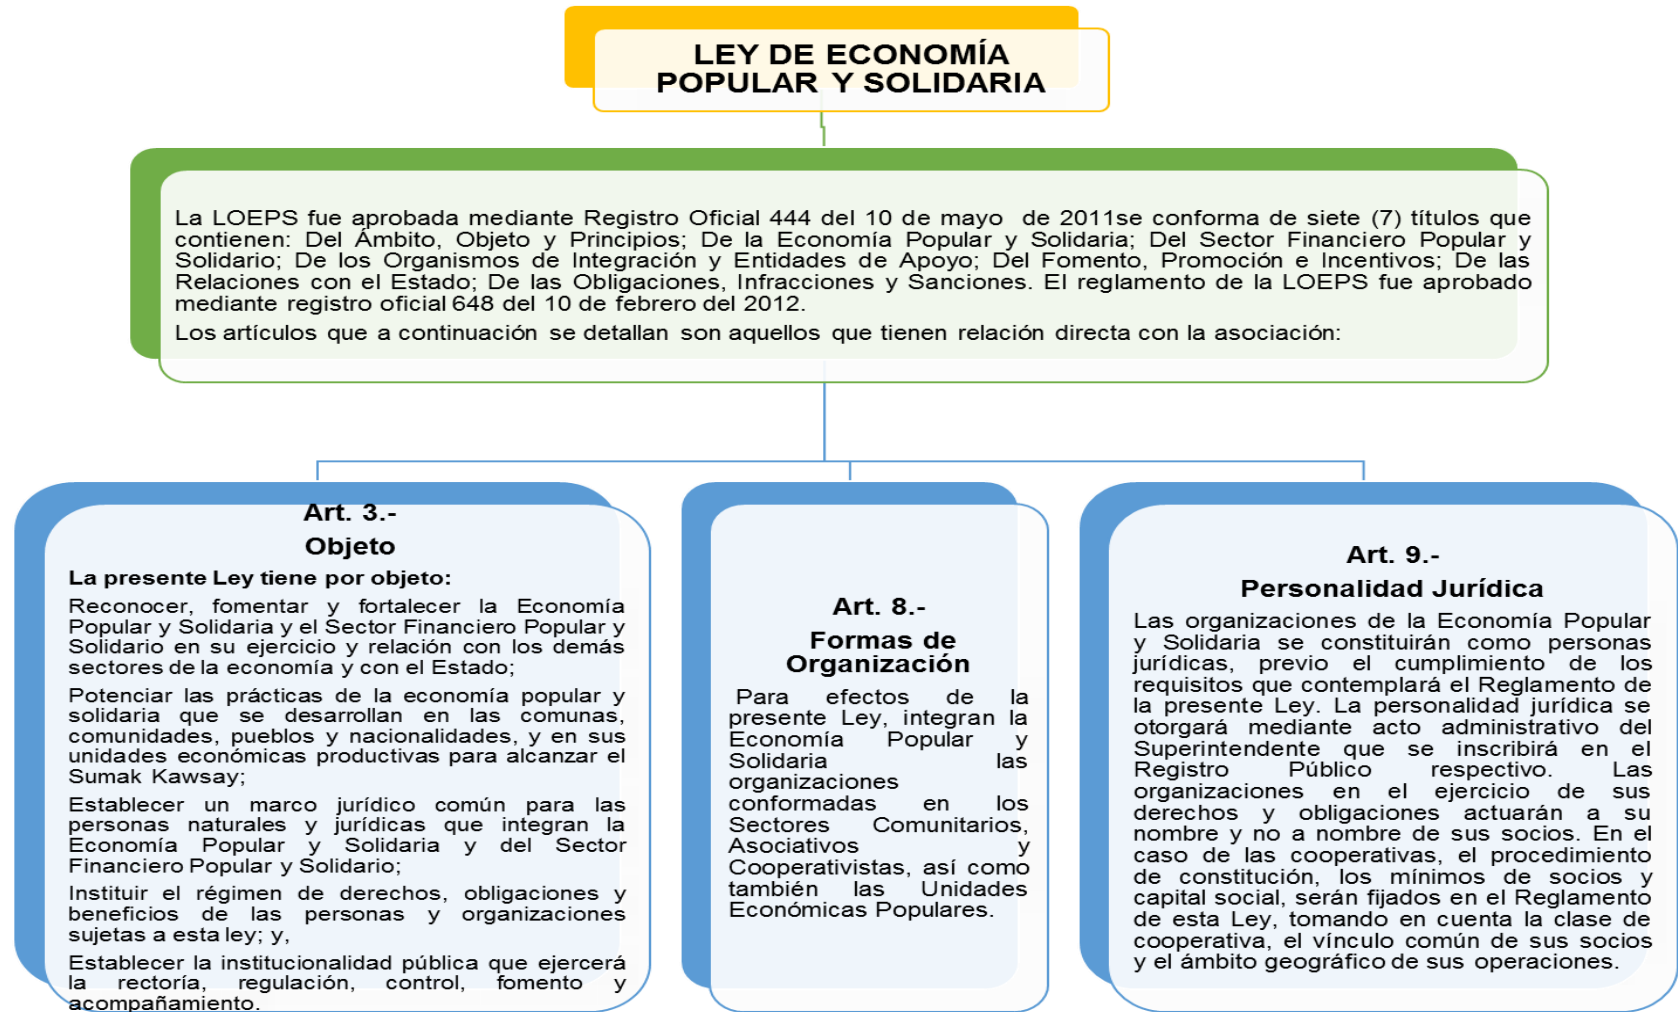 LEY DE ECONOMÍA
POPULAR Y SOLIDARIA
La LOEPS fue aprobada mediante Registro Oficial 444 del 10 de mayo de 2011se conforma de siete (7) títulos que
contienen: Del Ámbito, Objeto y Principios; De la Economía Popular y Solidaria; Del Sector Financiero Popular y
Solidario; De los Organismos de Integración y Entidades de Apoyo; Del Fomento, Promoción e Incentivos; De las
Relaciones con el Estado; De las Obligaciones, Infracciones y Sanciones. El reglamento de la LOEPS fue aprobado
mediante registro oficial 648 del 10 de febrero del 2012.
Los artículos que a continuación se detallan son aquellos que tienen relación directa con la asociación:
Art. 3.-
Objeto
La presente Ley tiene por objeto:
Reconocer, fomentar y fortalecer la Economía
Popular y Solidaria y el Sector Financiero Popular y
Solidario en su ejercicio y relación con los demás
sectores de la economía y con el Estado;
Potenciar las prácticas de la economía popular y
solidaria que se desarrollan en las comunas,
comunidades, pueblos y nacionalidades, y en sus
unidades económicas productivas para alcanzar el
Sumak Kawsay;
Establecer un marco jurídico común para las
personas naturales y jurídicas que integran la
Economía Popular y Solidaria y del Sector
Financiero Popular y Solidario;
Instituir el régimen de derechos, obligaciones y
beneficios de las personas y organizaciones
sujetas a esta ley; y,
Establecer la institucionalidad pública que ejercerá
la rectoría, regulación, control, fomento y
acompañamiento.
Art. 8.-
Formas de
Organización
Para efectos de la
presente Ley, integran la
Economía Popular y
Solidaria las
organizaciones
conformadas en los
Sectores Comunitarios,
Asociativos y
Cooperativistas, así como
también las Unidades
Económicas Populares.
Art. 9.-
Personalidad Jurídica
Las organizaciones de la Economía Popular
y Solidaria se constituirán como personas
jurídicas, previo el cumplimiento de los
requisitos que contemplará el Reglamento de
la presente Ley. La personalidad jurídica se
otorgará mediante acto administrativo del
Superintendente que se inscribirá en el
Registro Público respectivo. Las
organizaciones en el ejercicio de sus
derechos y obligaciones actuarán a su
nombre y no a nombre de sus socios. En el
caso de las cooperativas, el procedimiento
de constitución, los mínimos de socios y
capital social, serán fijados en el Reglamento
de esta Ley, tomando en cuenta la clase de
cooperativa, el vínculo común de sus socios
y el ámbito geográfico de sus operaciones.